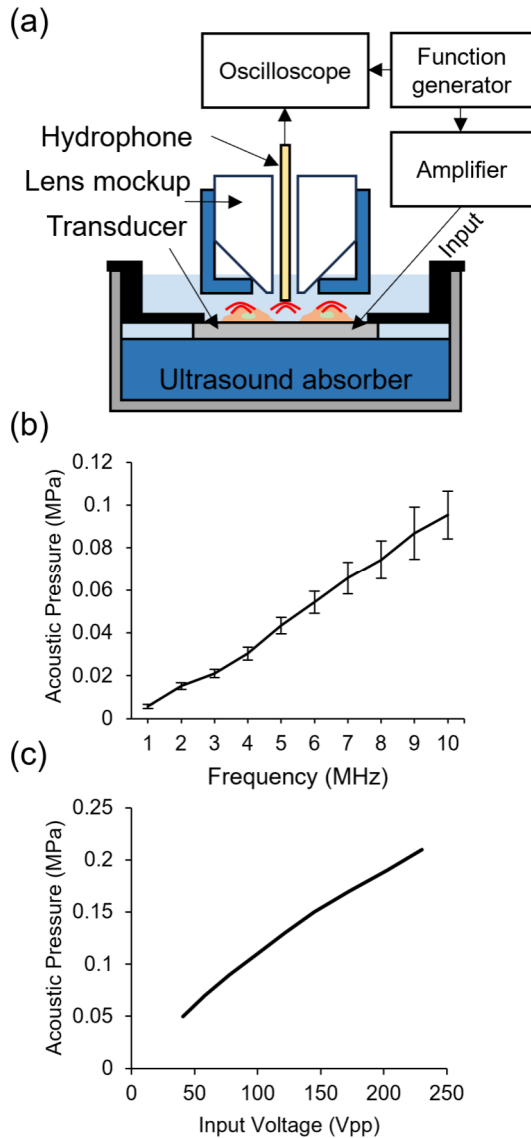 (a)
Oscilloscope
Function
generator
Hydrophone
Lens mockup
Transducer
Amplifier
Input
Ultrasound absorber
(b)
Acoustic Pressure (MPa)
0.12
0.1
0.08
0.06
0.04
0.02
0
1 2 3 4 5 6 7 8 9 10
Frequency (MHz)
(c)
Acoustic Pressure (MPa)
0.25
0.2
0.15
0.1
0.05
0
0 50 100 150 200 250
Input Voltage (Vpp)